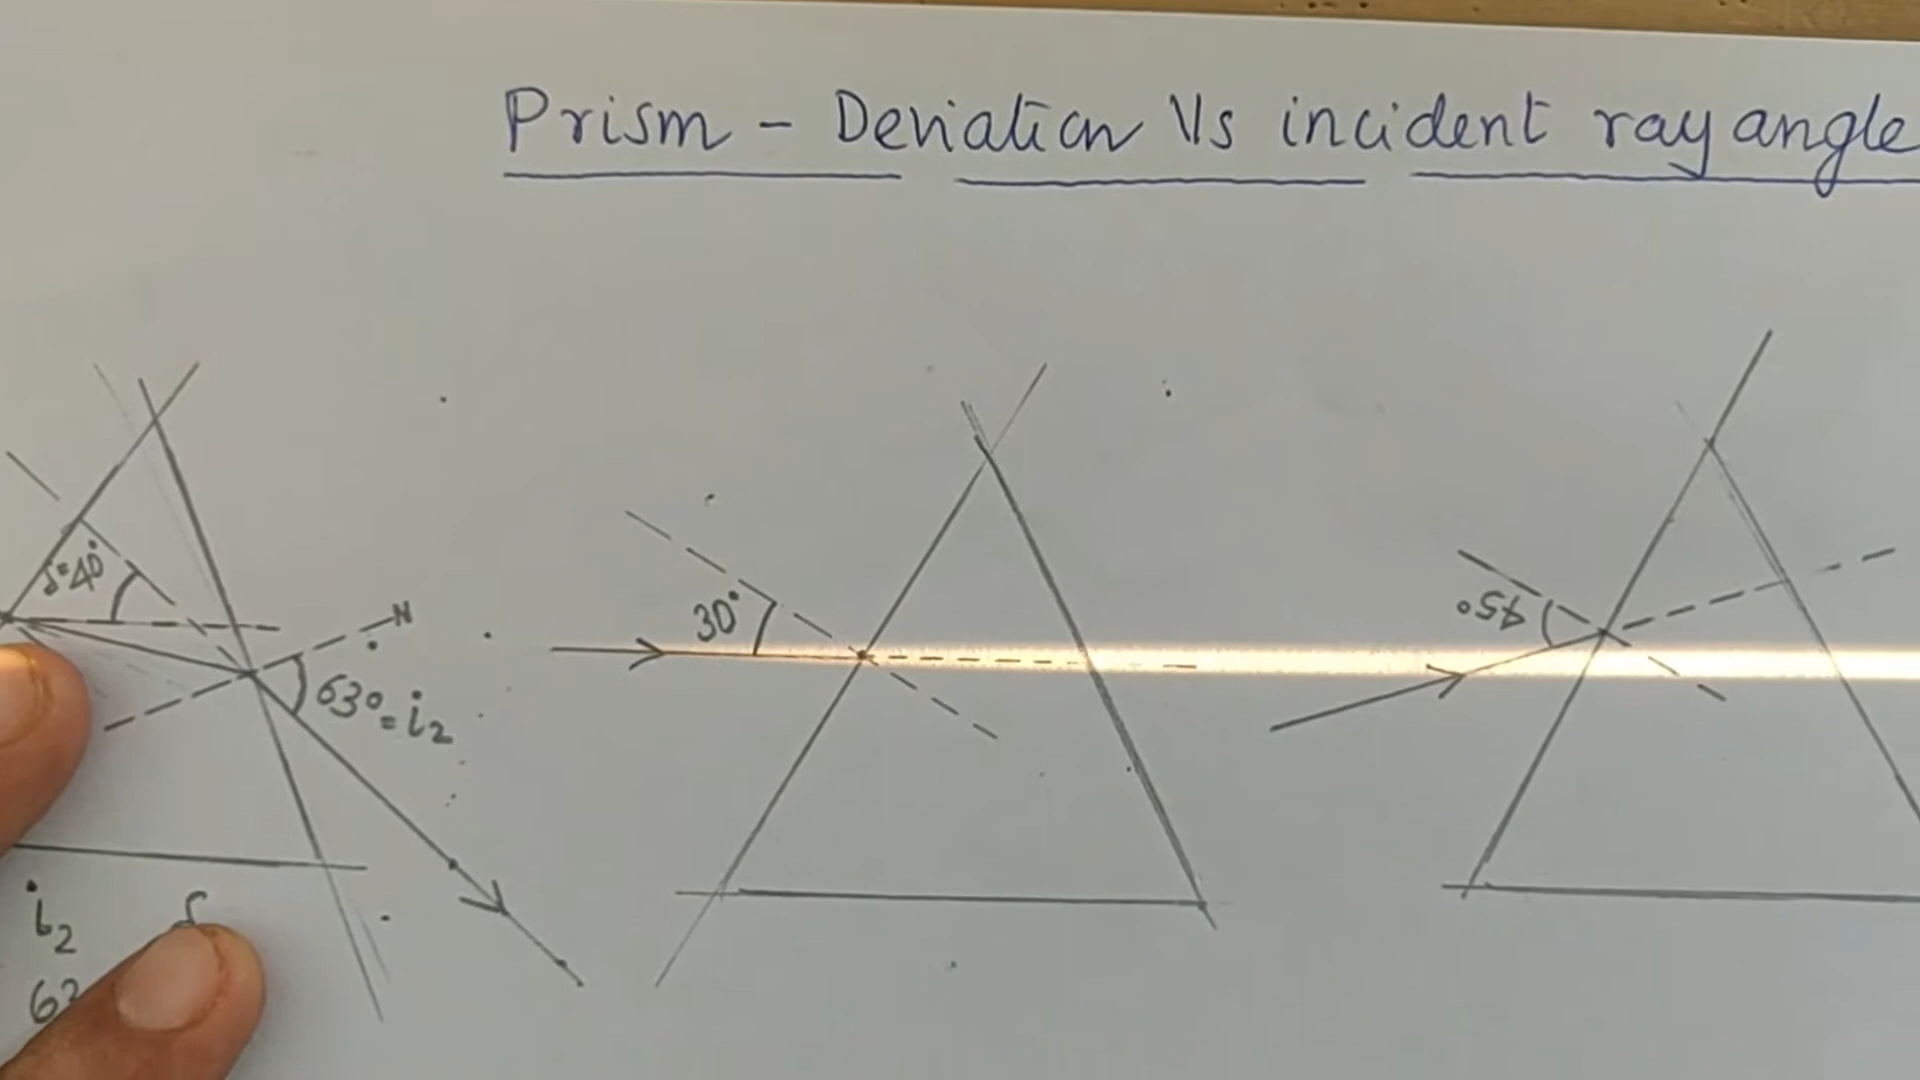 Prism - Deviation Vs incident ray angle
δ=40°
N
63° = i₂
30°
45°
i₂ δ